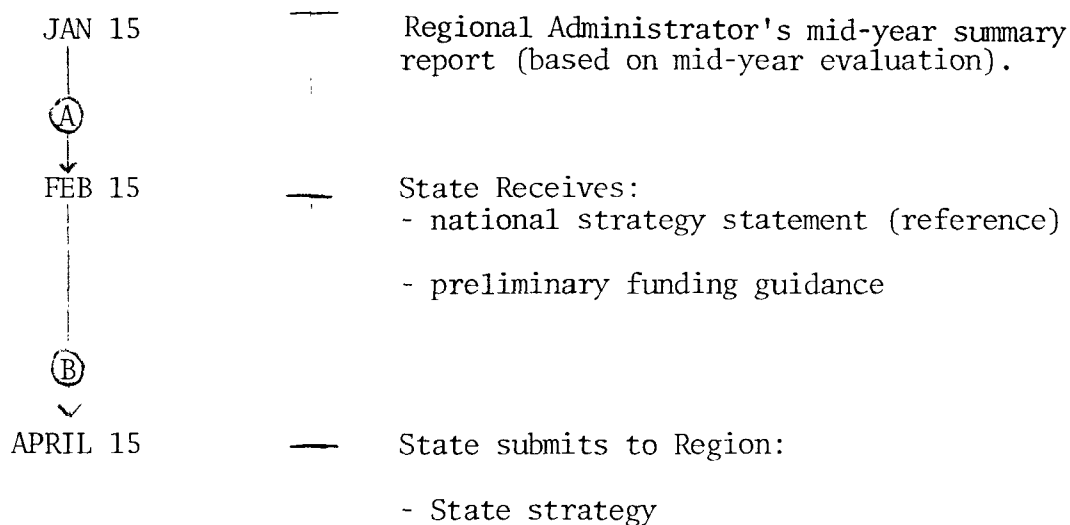 JAN 15 — Regional Administrator's mid-year summary
report (based on mid-year evaluation).
A
FEB 15 — State Receives:
- national strategy statement (reference)
- preliminary funding guidance
B
APRIL 15 — State submits to Region:
- State strategy